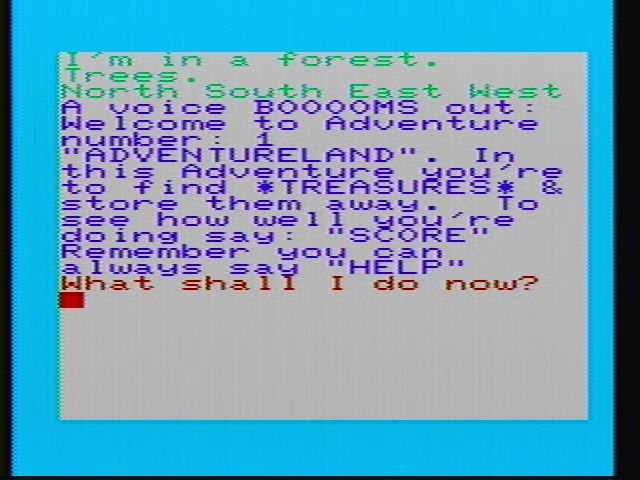 I'm in a forest.
Trees.
North South East West
A voice BOOOOMS out:
Welcome to Adventure
number: 1
"ADVENTURELAND". In
this Adventure you're
to find *TREASURES* &
store them away.  To
see how well you're
doing say: "SCORE"
Remember you can
always say "HELP"
What shall I do now?